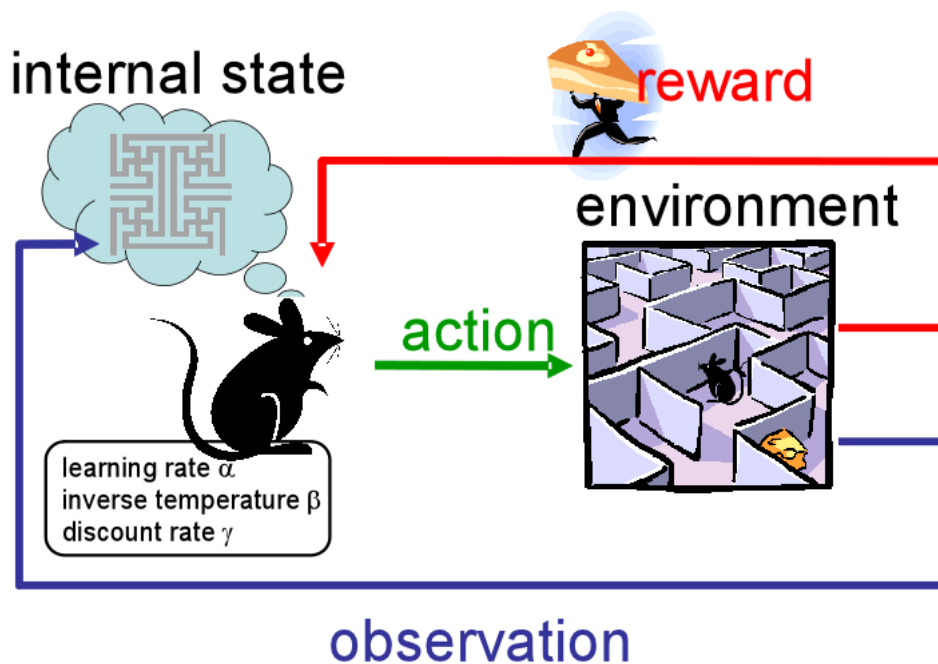 internal state
reward
environment
action
learning rate α
inverse temperature β
discount rate γ
observation